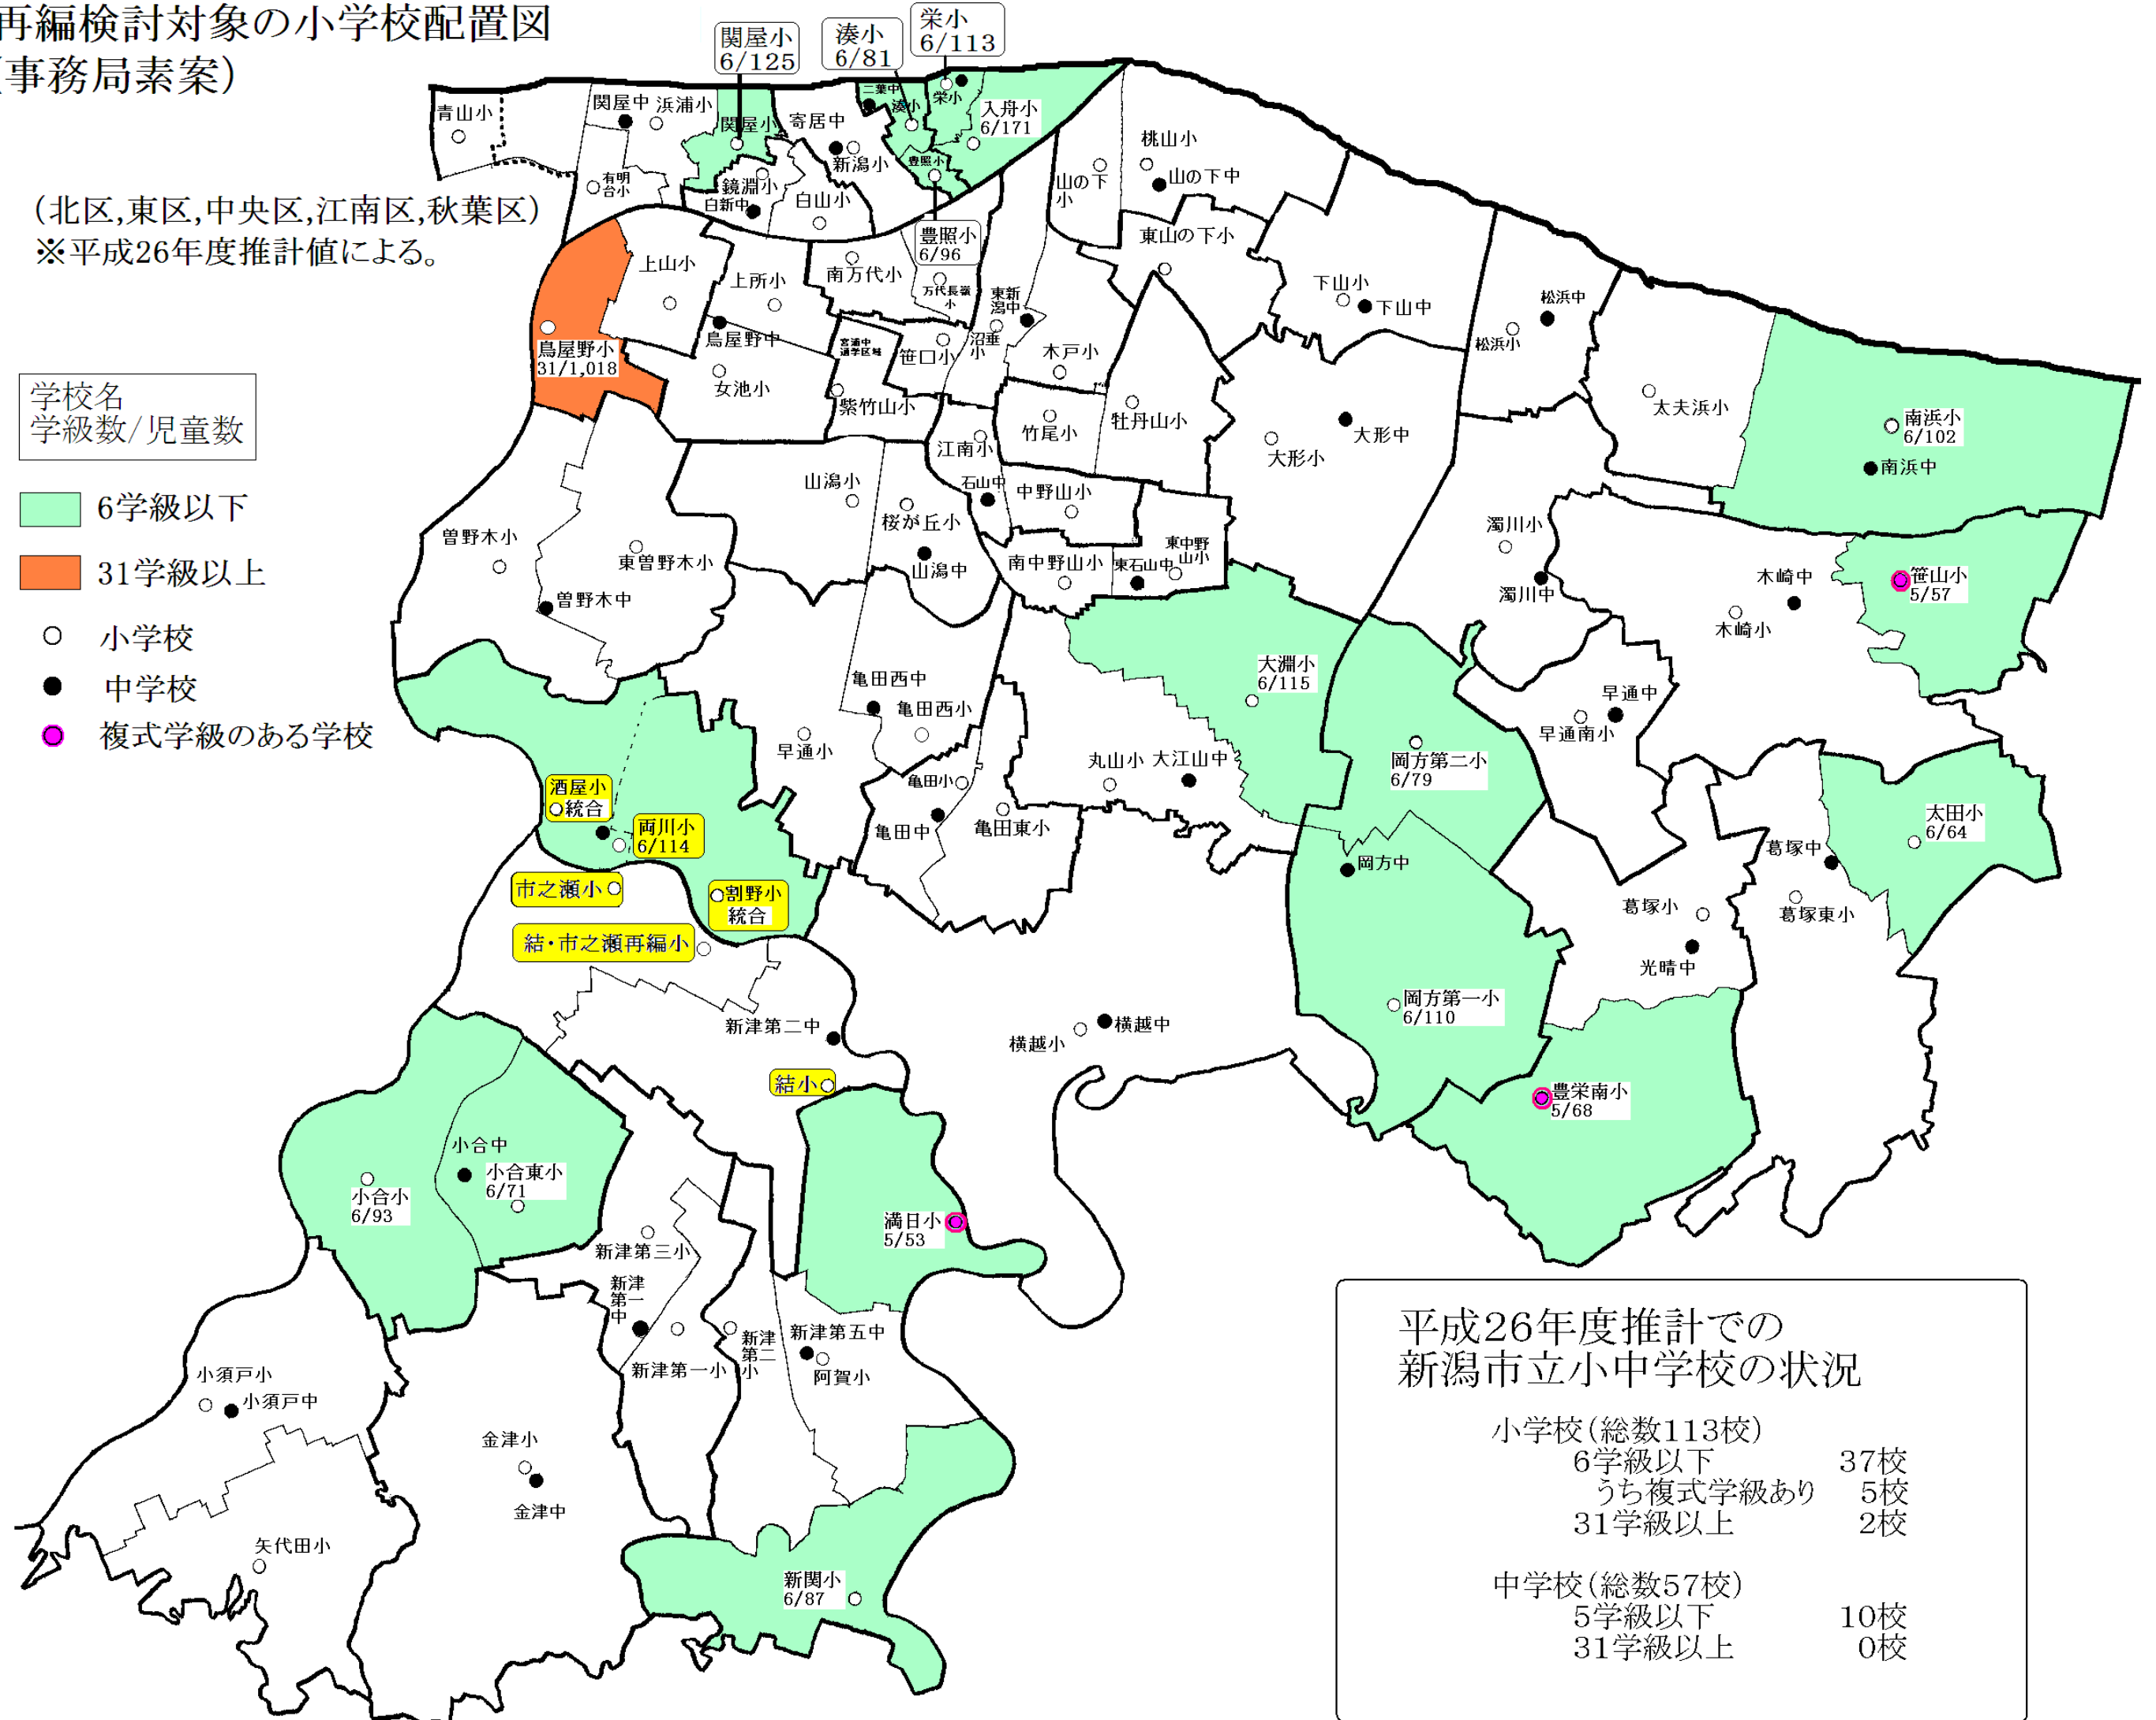 再編検討対象の小学校配置図
(事務局素案)
(北区,東区,中央区,江南区,秋葉区)
※平成26年度推計値による。
学校名
学級数/児童数
6学級以下
31学級以上
小学校
中学校
複式学級のある学校
関屋小
6/125
湊小
6/81
栄小
6/113
青山小
関屋中
浜浦小
関屋小
寄居中
二葉中
湊小
栄小
入舟小
6/171
有明
台小
鏡淵小
白新中
新潟小
白山小
豊照小
豊照小
6/96
山の下
小
桃山小
山の下中
東山の下小
上山小
上所小
南万代小
万代長嶺
小
東新
潟中
下山小
下山中
松浜中
松浜小
鳥屋野小
31/1,018
鳥屋野中
女池小
宮浦中
通学区域
笹口小
沼垂
小
木戸小
紫竹山小
江南小
竹尾小
牡丹山小
大形小
大形中
太夫浜小
南浜小
6/102
南浜中
山潟小
桜が丘小
山潟中
石山中
中野山小
南中野山小
東石山中
東中野
山小
曽野木小
東曽野木小
曽野木中
濁川小
濁川中
木崎中
木崎小
笹山小
5/57
亀田西中
亀田西小
早通小
大淵小
6/115
岡方第二小
6/79
早通中
早通南小
酒屋小
統合
両川小
6/114
亀田小
亀田中
亀田東小
丸山小
大江山中
岡方中
太田小
6/64
葛塚中
葛塚東小
葛塚小
光晴中
市之瀬小
割野小
統合
結・市之瀬再編小
新津第二中
横越小
横越中
岡方第一小
6/110
結小
豊栄南小
5/68
小合中
小合小
6/93
小合東小
6/71
満日小
5/53
新津第三小
新津
第一
中
新津第一小
新津
第二
小
新津第五中
阿賀小
小須戸小
小須戸中
金津小
金津中
矢代田小
新関小
6/87
平成26年度推計での
新潟市立小中学校の状況
小学校(総数113校)
6学級以下 37校
うち複式学級あり 5校
31学級以上 2校
中学校(総数57校)
5学級以下 10校
31学級以上 0校